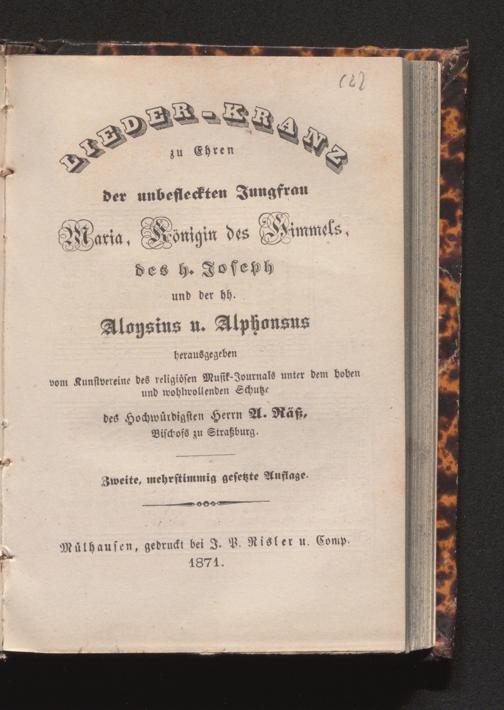 LIEDER-KRANZ
zu Ehren
der unbefleckten Jungfrau
Maria, Königin des Himmels,
des h. Joseph
und der hh.
Aloysius u. Alphonsus
herausgegeben
vom Kunstvereine des religiösen Musik-Journals unter dem hohen
und wohlwollenden Schutze
des Hochwürdigsten Herrn A. Räß,
Bischofs zu Straßburg.
Zweite, mehrstimmig gesetzte Auflage.
Mülhausen, gedruckt bei J. P. Risler u. Comp.
1871.